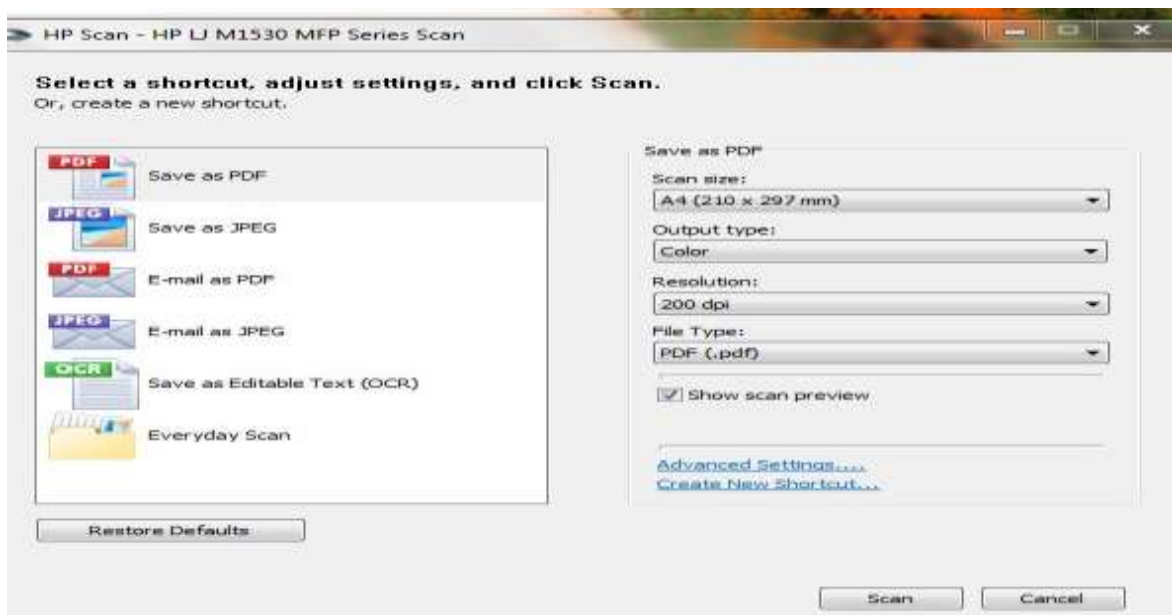 HP Scan - HP LJ M1530 MFP Series Scan
Select a shortcut, adjust settings, and click Scan.
Or, create a new shortcut.
PDF
Save as PDF
JPEG
Save as JPEG
PDF
E-mail as PDF
JPEG
E-mail as JPEG
OCR
Save as Editable Text (OCR)
Everyday Scan
Restore Defaults
Save as PDF
Scan size:
A4 (210 x 297 mm)
Output type:
Color
Resolution:
200 dpi
File Type:
PDF (.pdf)
Show scan preview
Advanced Settings....
Create New Shortcut...
Scan
Cancel